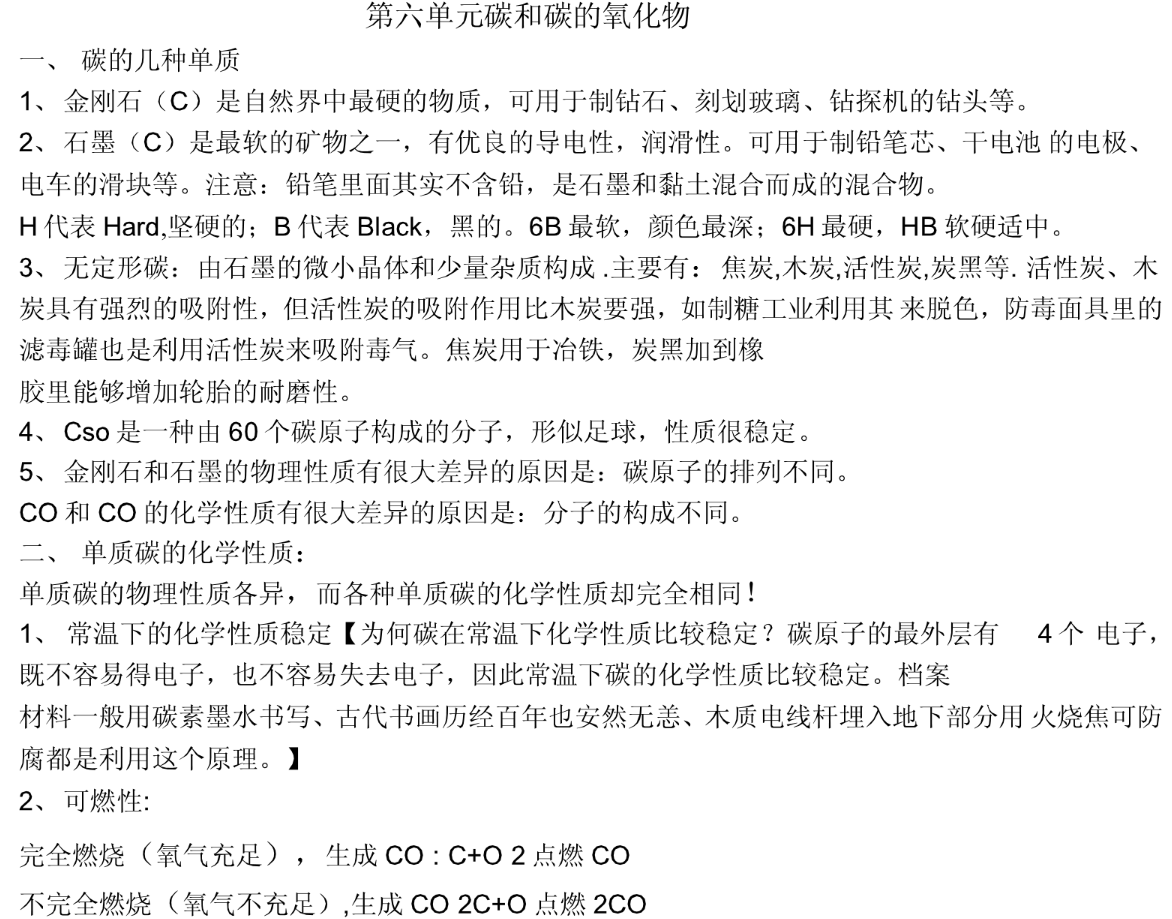 第六单元碳和碳的氧化物
一、 碳的几种单质
1、 金刚石（C）是自然界中最硬的物质，可用于制钻石、刻划玻璃、钻探机的钻头等。
2、 石墨（C）是最软的矿物之一，有优良的导电性，润滑性。可用于制铅笔芯、干电池 的电极、
电车的滑块等。注意：铅笔里面其实不含铅，是石墨和黏土混合而成的混合物。
H 代表 Hard,坚硬的；B 代表 Black，黑的。6B 最软，颜色最深；6H 最硬，HB 软硬适中。
3、 无定形碳：由石墨的微小晶体和少量杂质构成 .主要有： 焦炭,木炭,活性炭,炭黑等. 活性炭、木
炭具有强烈的吸附性，但活性炭的吸附作用比木炭要强，如制糖工业利用其 来脱色，防毒面具里的
滤毒罐也是利用活性炭来吸附毒气。焦炭用于冶铁，炭黑加到橡
胶里能够增加轮胎的耐磨性。
4、 Cso 是一种由 60 个碳原子构成的分子，形似足球，性质很稳定。
5、 金刚石和石墨的物理性质有很大差异的原因是：碳原子的排列不同。
CO 和 CO 的化学性质有很大差异的原因是：分子的构成不同。
二、 单质碳的化学性质：
单质碳的物理性质各异， 而各种单质碳的化学性质却完全相同！
1、 常温下的化学性质稳定【为何碳在常温下化学性质比较稳定？碳原子的最外层有 4 个 电子，
既不容易得电子，也不容易失去电子，因此常温下碳的化学性质比较稳定。档案
材料一般用碳素墨水书写、古代书画历经百年也安然无恙、木质电线杆埋入地下部分用 火烧焦可防
腐都是利用这个原理。】
2、 可燃性:
完全燃烧（氧气充足）， 生成 CO : C+O 2 点燃 CO
不完全燃烧（氧气不充足）,生成 CO 2C+O 点燃 2CO